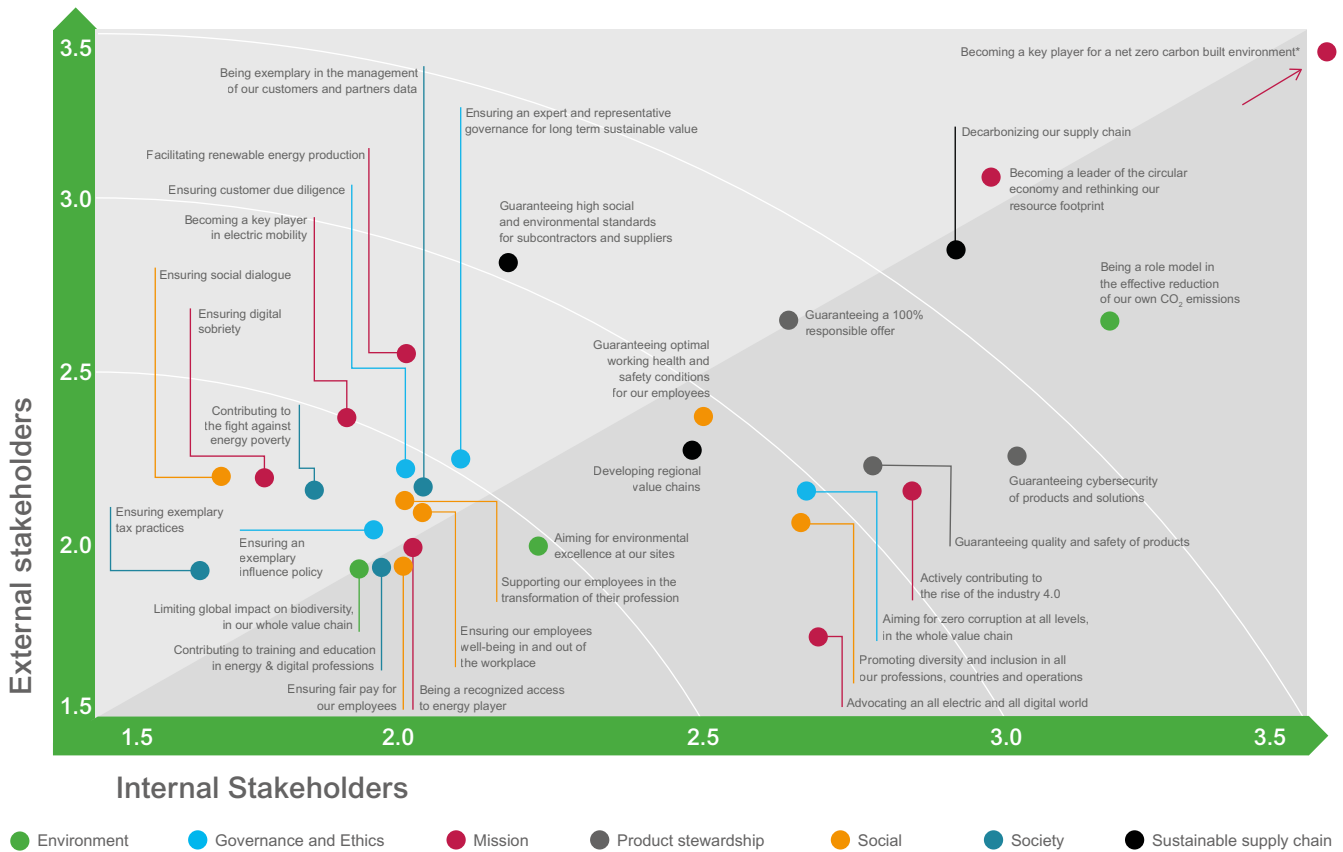 3.5
3.0
2.5
2.0
1.5
External stakeholders
Becoming a key player for a net zero carbon built environment*
Being exemplary in the management
of our customers and partners data
Ensuring an expert and representative
governance for long term sustainable value
Decarbonizing our supply chain
Facilitating renewable energy production
Becoming a leader of the circular
economy and rethinking our
resource footprint
Ensuring customer due diligence
Guaranteeing high social
and environmental standards
for subcontractors and suppliers
Becoming a key player
in electric mobility
Ensuring social dialogue
Being a role model in
the effective reduction
of our own CO2 emissions
Ensuring digital
sobriety
Guaranteeing a 100%
responsible offer
Guaranteeing optimal
working health and
safety conditions
for our employees
Contributing to
the fight against
energy poverty
Developing regional
value chains
Guaranteeing cybersecurity
of products and solutions
Ensuring exemplary
tax practices
Ensuring an
exemplary
influence policy
Aiming for environmental
excellence at our sites
Guaranteeing quality and safety of products
Supporting our employees in the
transformation of their profession
Actively contributing to
the rise of the industry 4.0
Limiting global impact on biodiversity,
in our whole value chain
Aiming for zero corruption at all levels,
in the whole value chain
Ensuring our employees
well-being in and out of
the workplace
Contributing to training and education
in energy & digital professions
Promoting diversity and inclusion in all
our professions, countries and operations
Ensuring fair pay for
our employees
Being a recognized access
to energy player
Advocating an all electric and all digital world
1.5
2.0
2.5
3.0
3.5
Internal Stakeholders
Environment
Governance and Ethics
Mission
Product stewardship
Social
Society
Sustainable supply chain